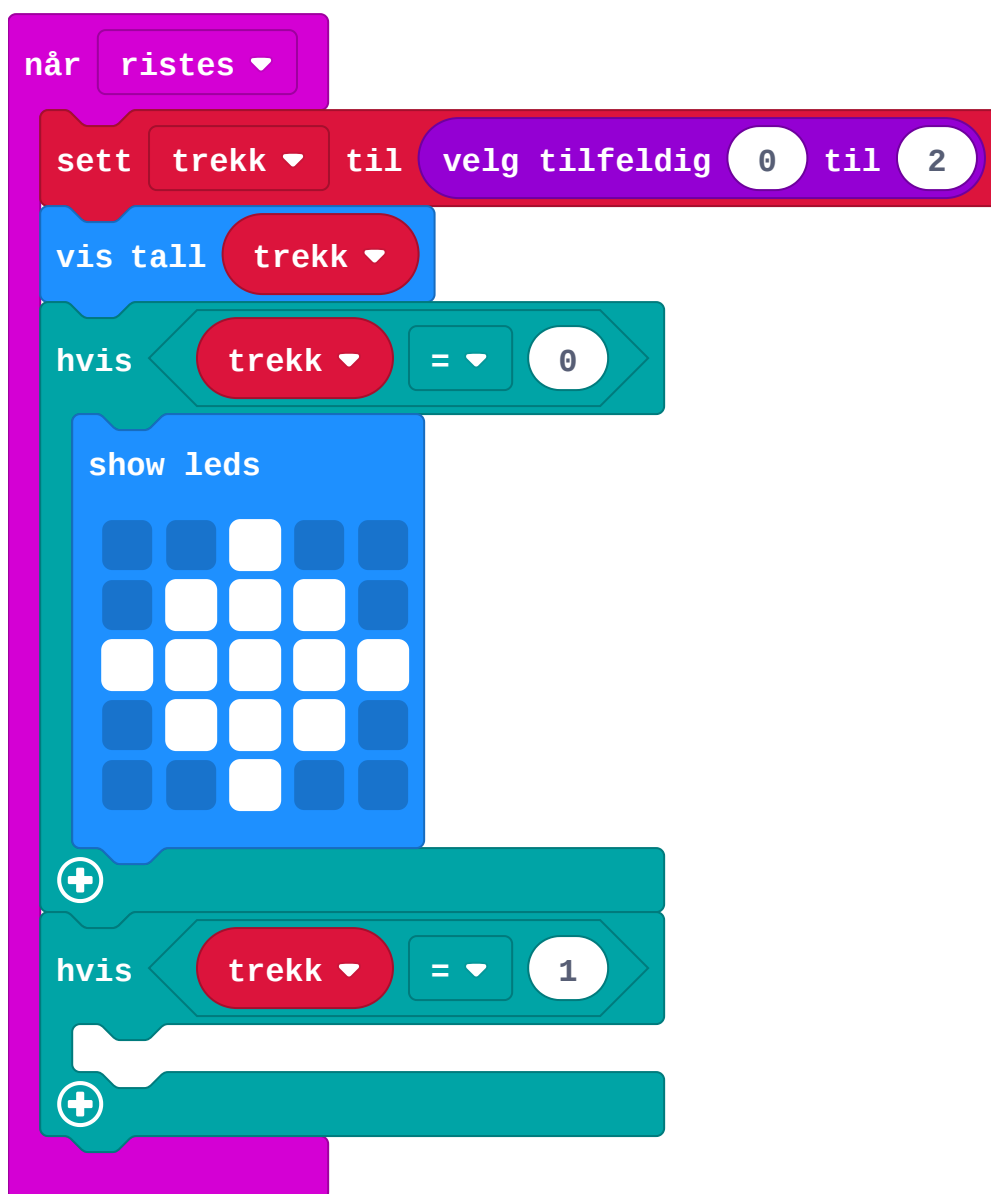 når ristes
sett trekk til velg tilfeldig 0 til 2
vis tall trekk
hvis trekk = 0
show leds
hvis trekk = 1